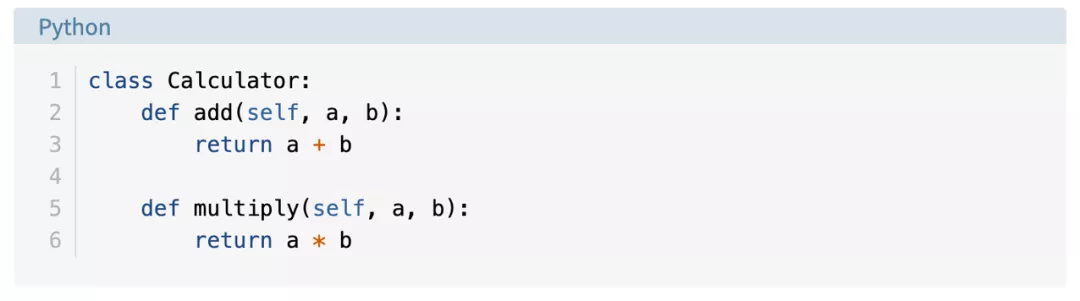 Python
1 class Calculator:
2     def add(self, a, b):
3         return a + b
4
5     def multiply(self, a, b):
6         return a * b